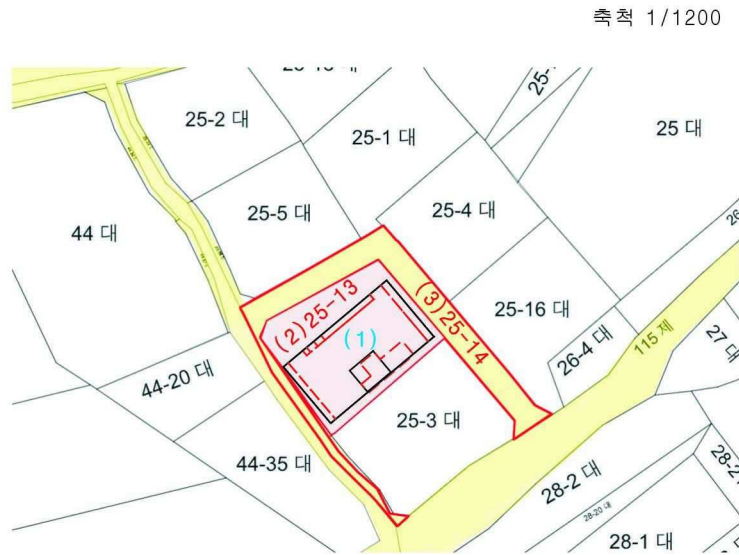 축척 1/1200
25-2 대
25-1 대
25 대
25-5 대
25-4 대
44 대
(2)25-13
(1)
(3)25-14
25-16 대
115 제
26-4 대
27 대
44-20 대
25-3 대
44-35 대
28-2 대
28-20 대
28-1 대